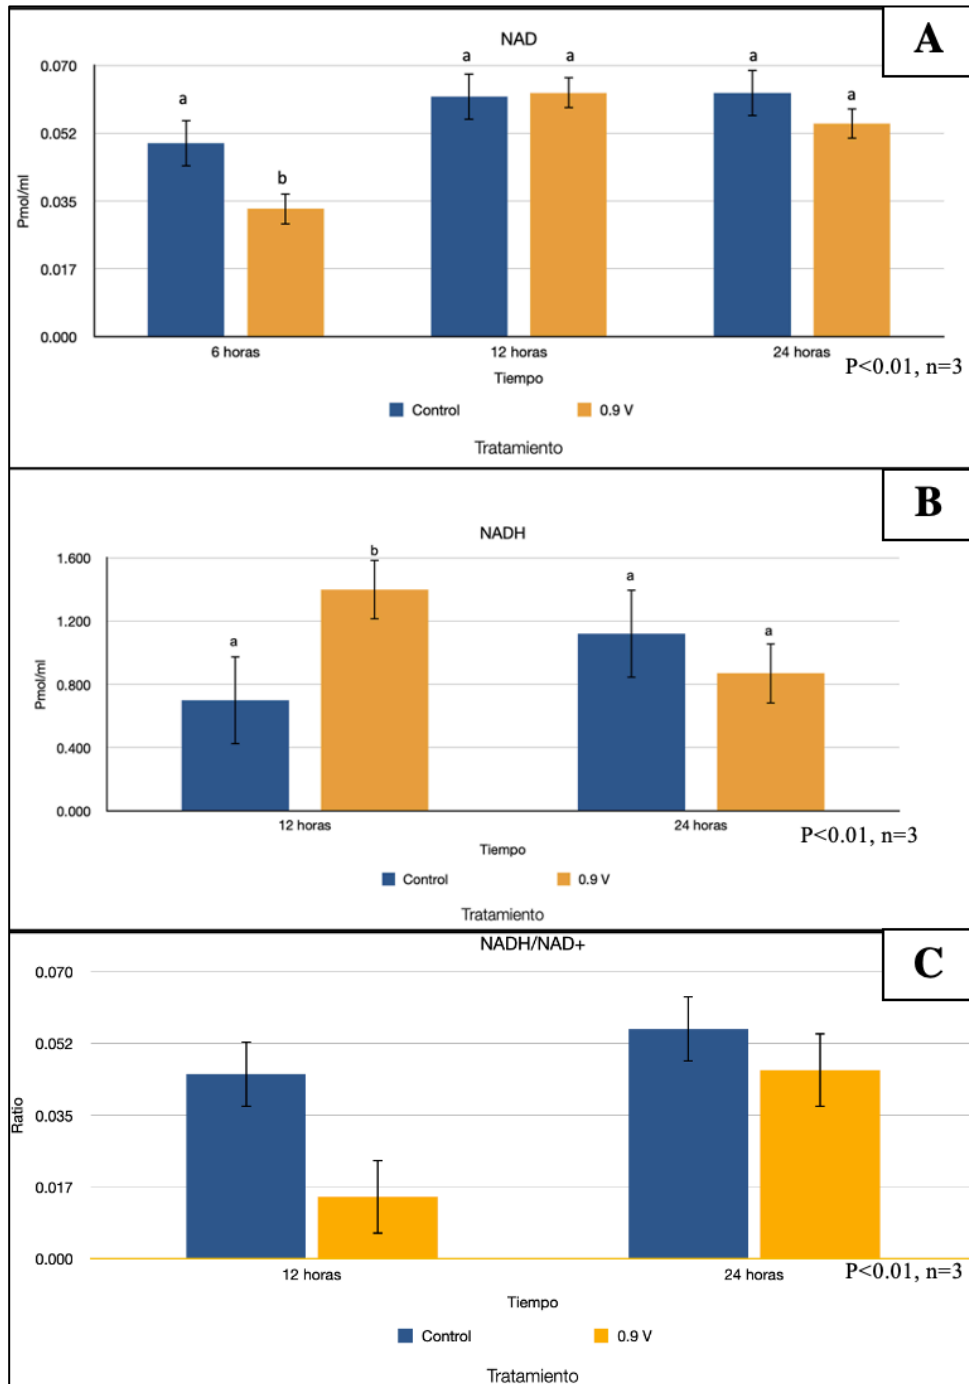 A
NAD
0.070
0.052
0.035
0.017
0.000
Pmol/ml
a
b
a
a
a
a
6 horas
12 horas
24 horas
P<0.01, n=3
Tiempo
Control
0.9 V
Tratamiento
B
NADH
1.600
1.200
0.800
0.400
0.000
Pmol/ml
a
b
a
a
12 horas
24 horas
P<0.01, n=3
Tiempo
Control
0.9 V
Tratamiento
C
NADH/NAD+
0.070
0.052
0.035
0.017
0.000
Ratio
12 horas
24 horas
P<0.01, n=3
Tiempo
Control
0.9 V
Tratamiento